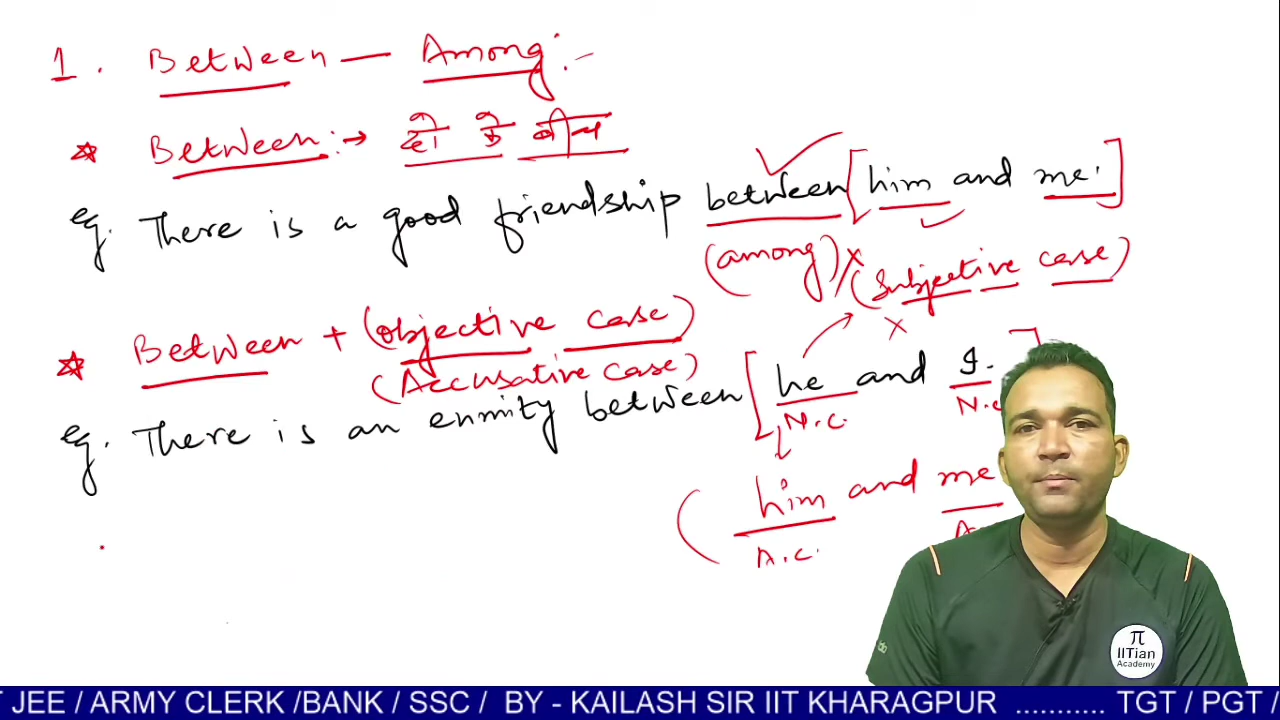 1. Between — Among :-
* Between :→ दो के बीच
eg. There is a good friendship between [him and me.]
(among) x
(Subjective case)
x
* Between + (objective case)
(Accusative case)
eg. There is an enmity between [he and I.]
N.C. N.C
(him and me
A.C. A
π
IITian
Academy
T JEE / ARMY CLERK /BANK / SSC / BY - KAILASH SIR IIT KHARAGPUR ........... TGT / PGT /